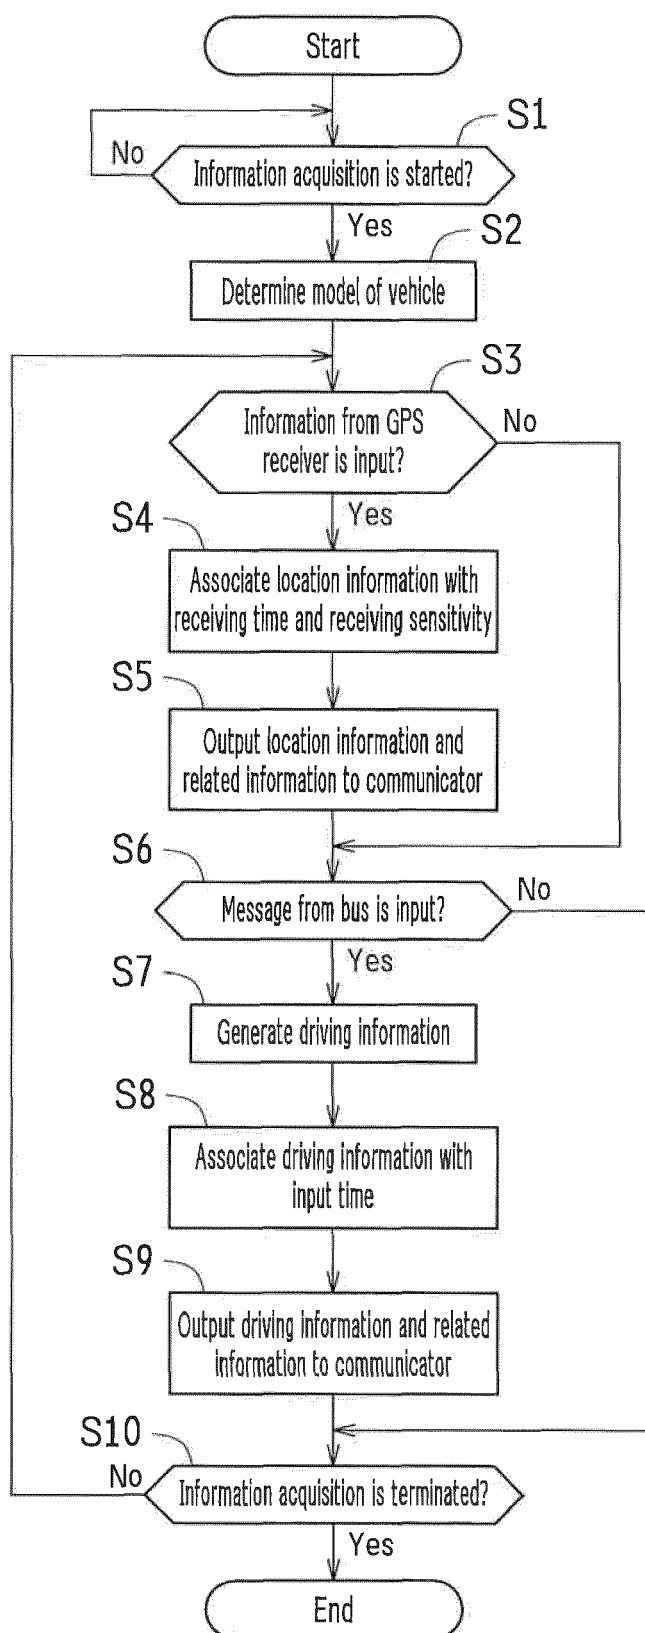 Start
S1
No
Information acquisition is started?
Yes
S2
Determine model of vehicle
S3
Information from GPS
receiver is input?
No
Yes
S4
Associate location information with
receiving time and receiving sensitivity
S5
Output location information and
related information to communicator
S6
Message from bus is input?
No
Yes
S7
Generate driving information
S8
Associate driving information with
input time
S9
Output driving information and related
information to communicator
S10
No
Information acquisition is terminated?
Yes
End